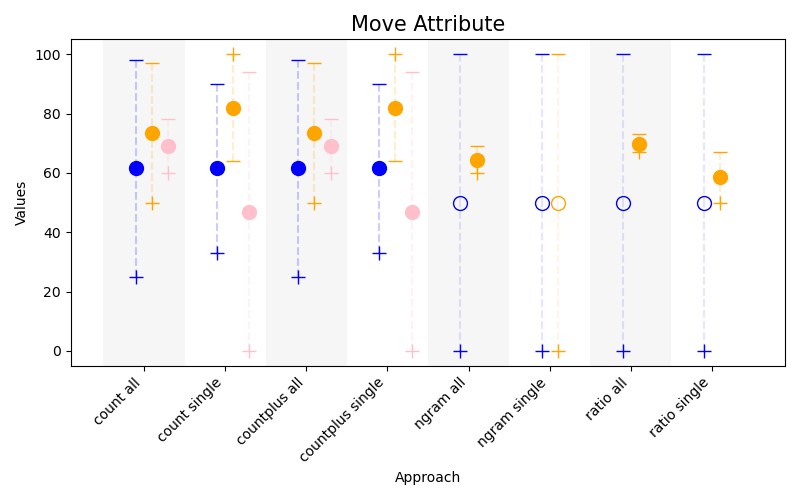 Move Attribute
Values
100
80
60
40
20
0
count all
count single
countplus all
countplus single
ngram all
ngram single
ratio all
ratio single
Approach